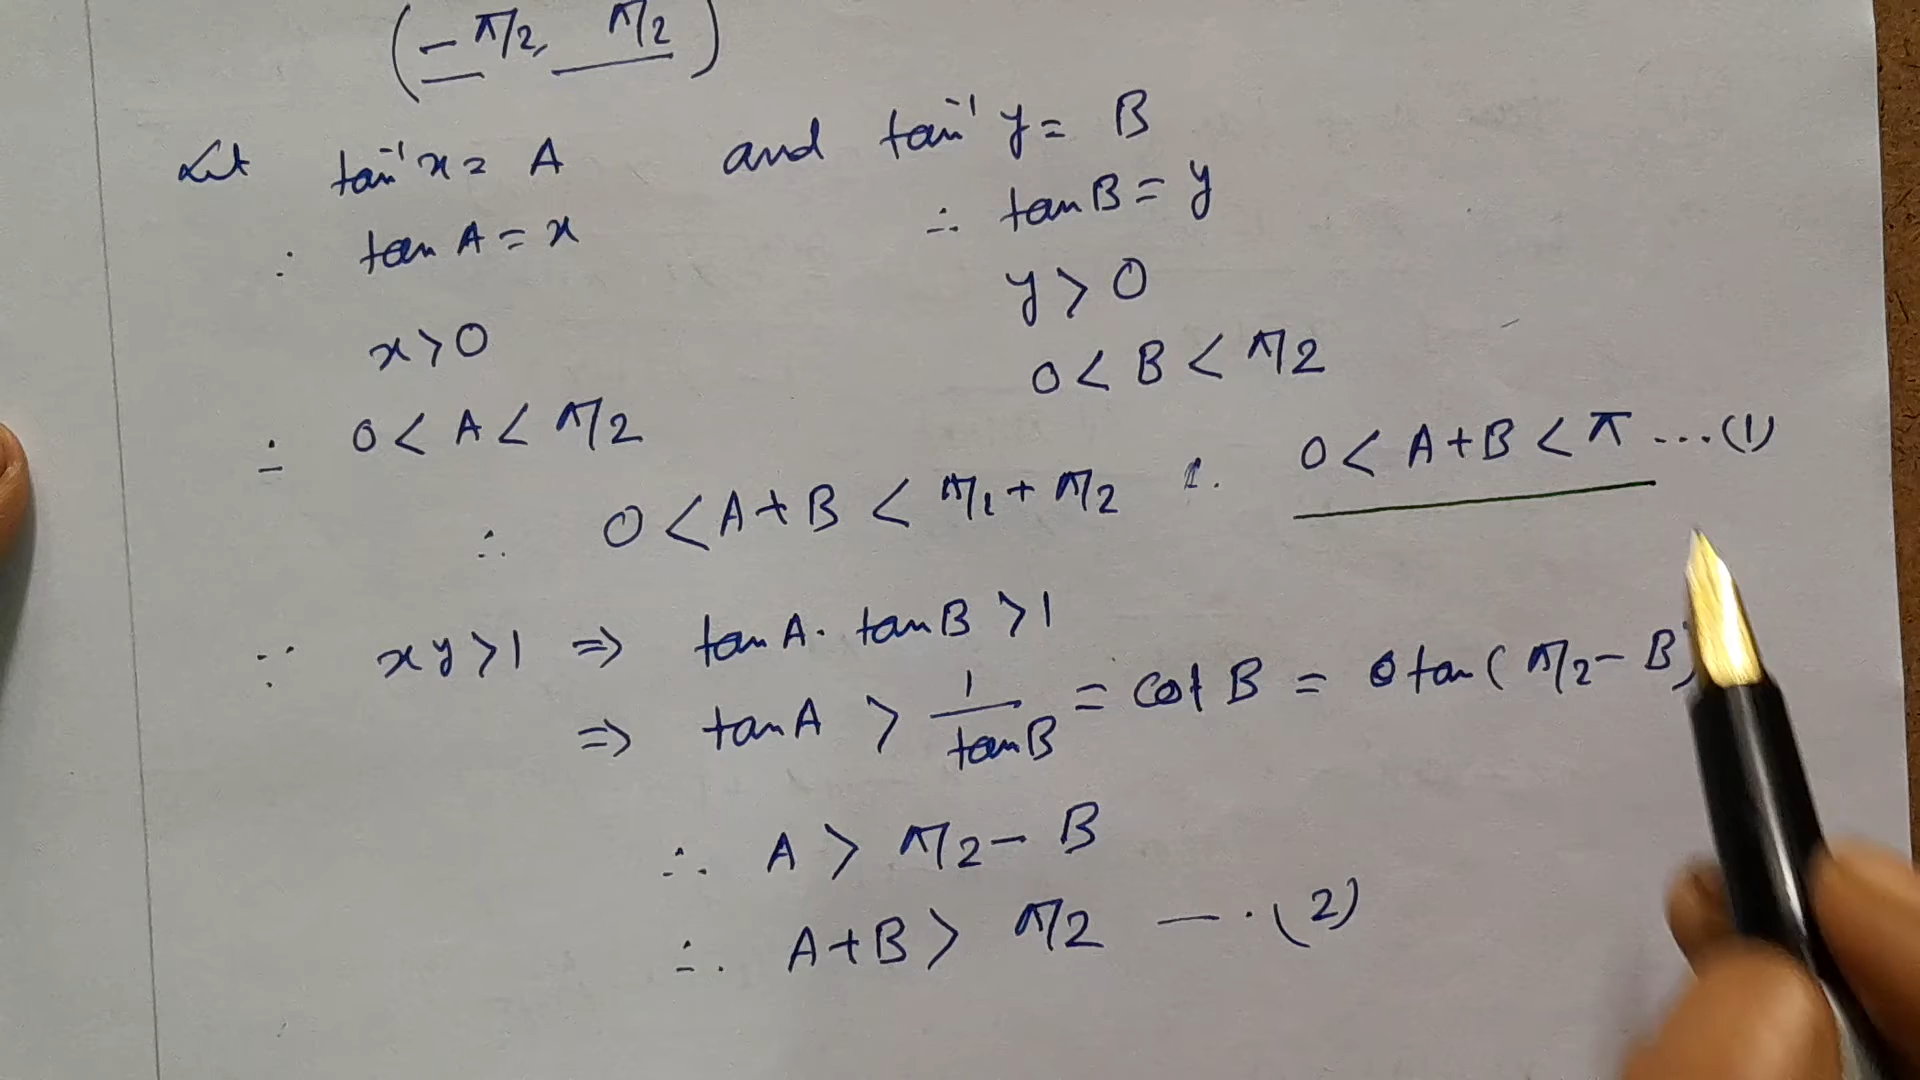 (-π/2, π/2)
Let tan⁻¹x = A and tan⁻¹ y = B
∴ tan A = x ∴ tan B = y
x > 0 y > 0
∴ 0 < A < π/2 0 < B < π/2
∴ 0 < A+B < π/2 + π/2 ∴ 0 < A+B < π ...(1)
∵ xy > 1 ⇒ tan A · tan B > 1
⇒ tan A > 1/tan B = cot B = tan(π/2 - B)
∴ A > π/2 - B
∴ A+B > π/2 — ·(2)